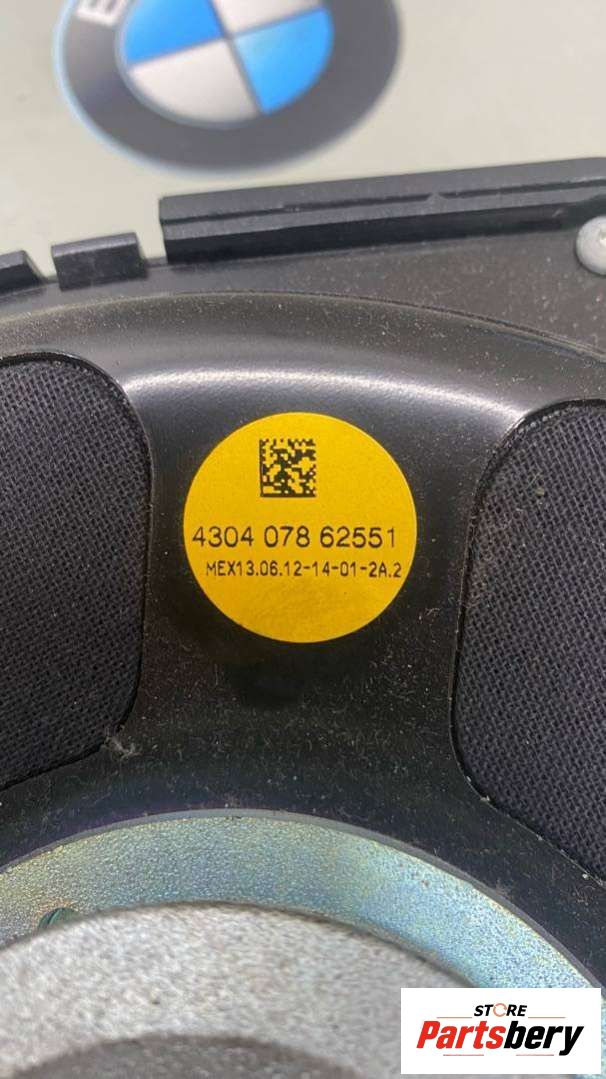 B
4304 078 62551
MEX13.06.12-14-01-2A.2
STORE
Partsbery